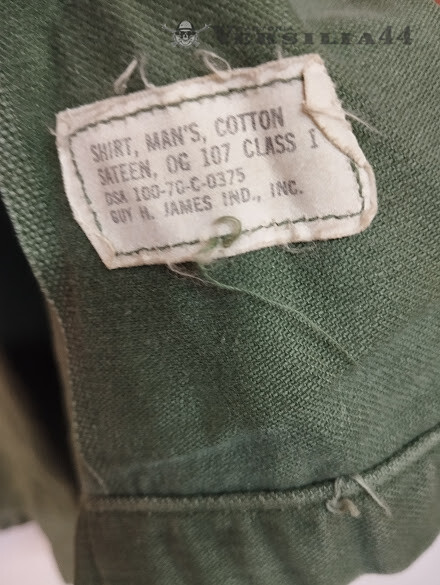 VERSILIA44
SHIRT, MAN'S, COTTON
SATEEN, OG 107 CLASS 1
DSA 100-70-C-0375
GUY H. JAMES IND., INC.